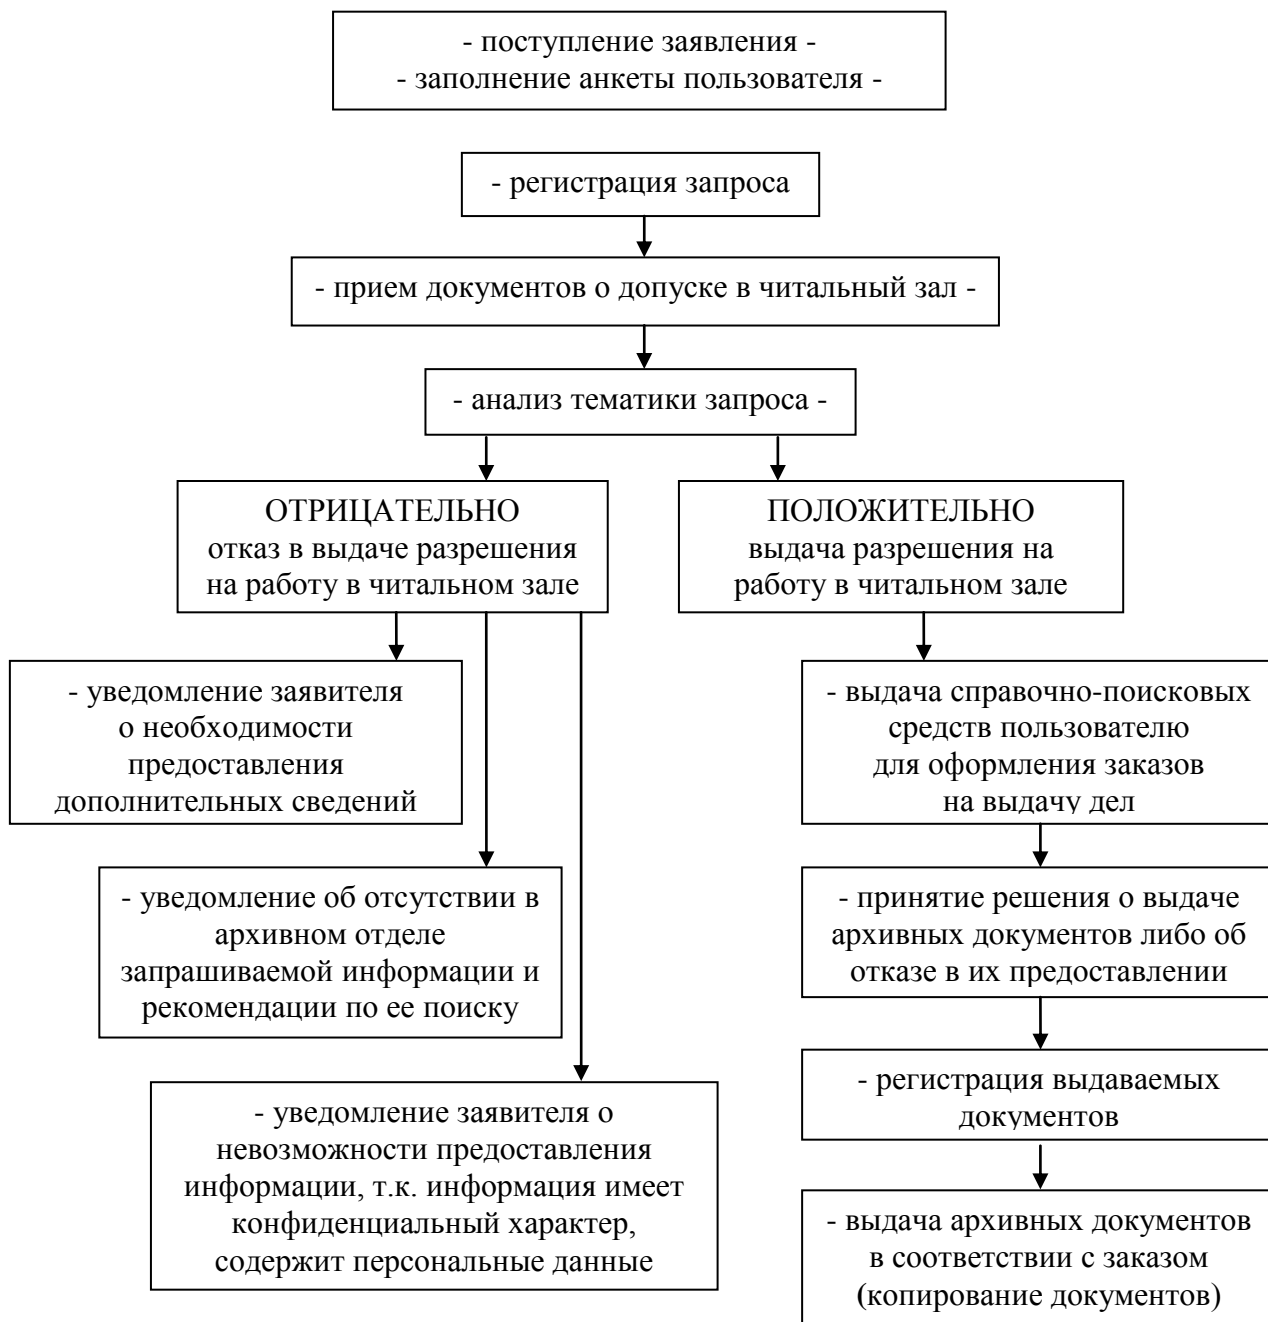 - поступление заявления -
- заполнение анкеты пользователя -
- регистрация запроса
- прием документов о допуске в читальный зал -
- анализ тематики запроса -
ОТРИЦАТЕЛЬНО
отказ в выдаче разрешения
на работу в читальном зале
ПОЛОЖИТЕЛЬНО
выдача разрешения на
работу в читальном зале
- уведомление заявителя
о необходимости
предоставления
дополнительных сведений
- выдача справочно-поисковых
средств пользователю
для оформления заказов
на выдачу дел
- уведомление об отсутствии в
архивном отделе
запрашиваемой информации и
рекомендации по ее поиску
- принятие решения о выдаче
архивных документов либо об
отказе в их предоставлении
- регистрация выдаваемых
документов
- уведомление заявителя о
невозможности предоставления
информации, т.к. информация имеет
конфиденциальный характер,
содержит персональные данные
- выдача архивных документов
в соответствии с заказом
(копирование документов)